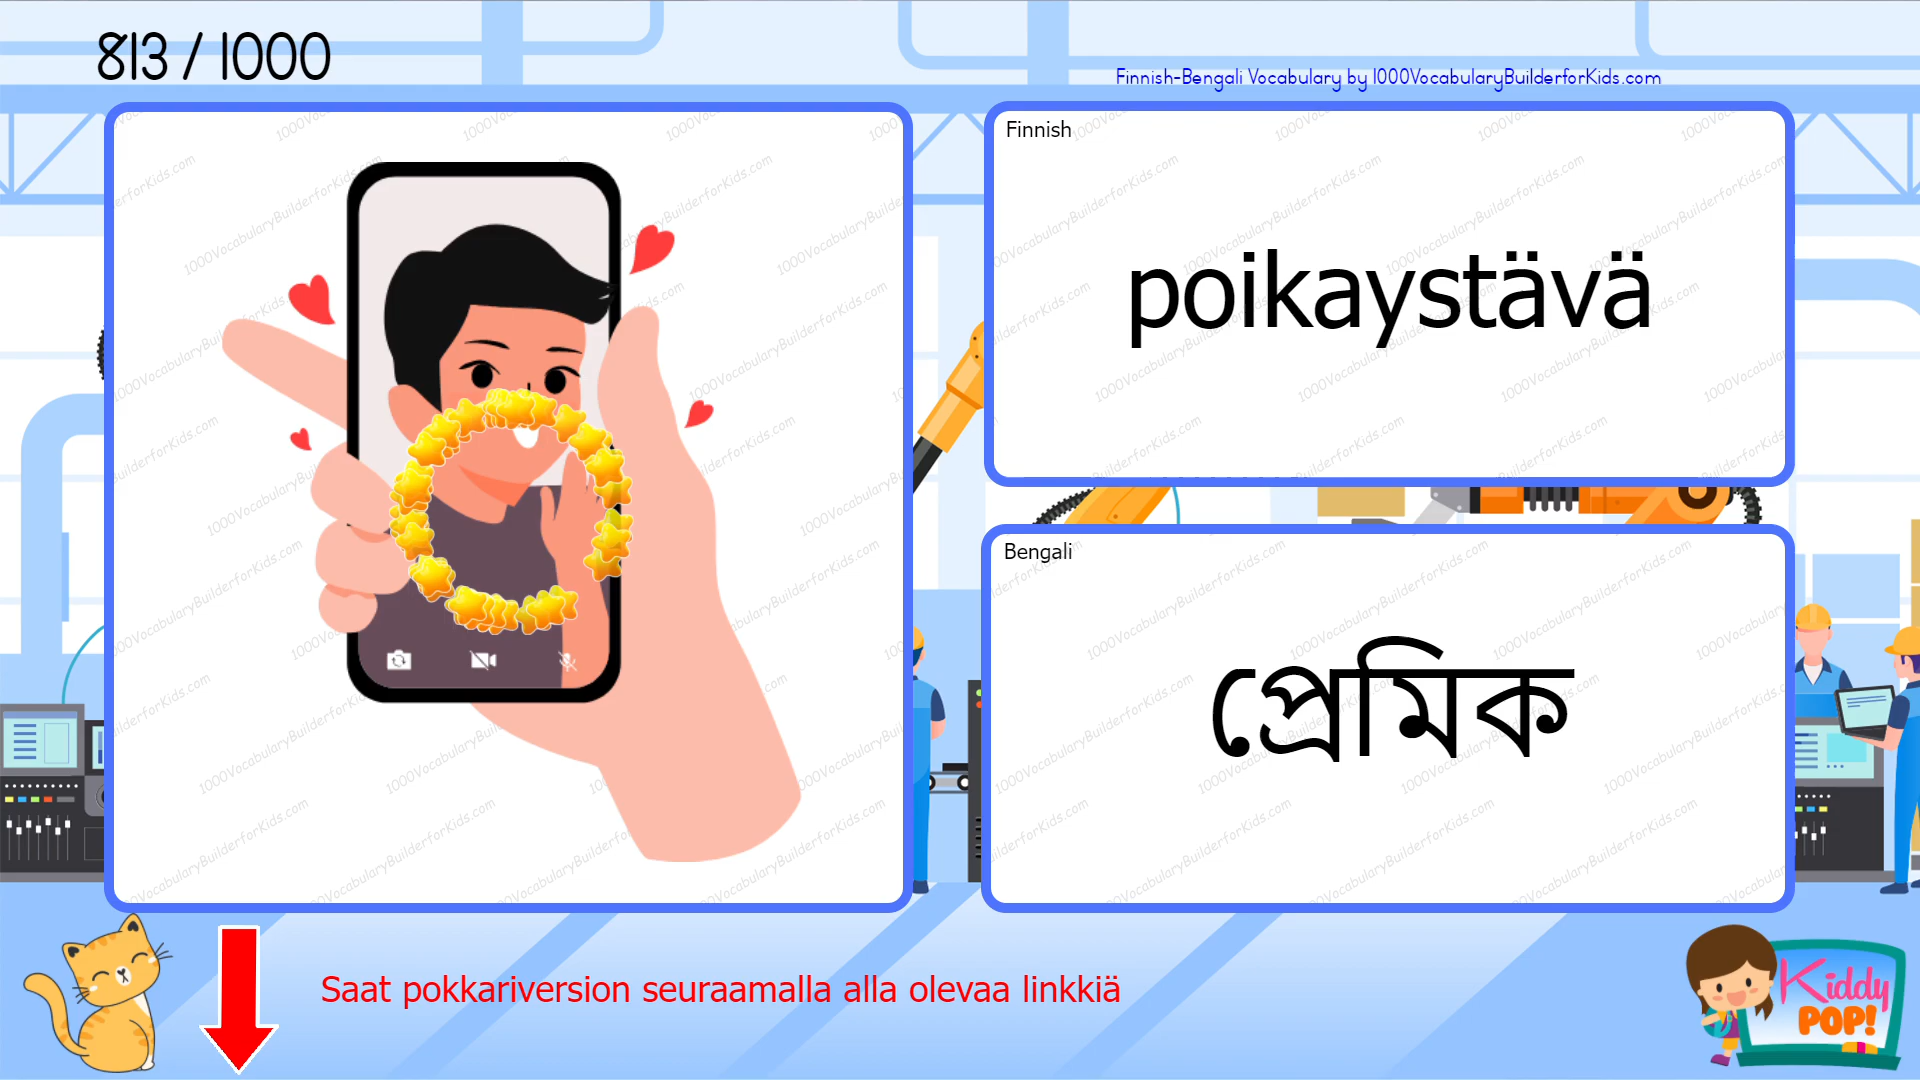 813 / 1000
Finnish-Bengali Vocabulary by 1000VocabularyBuilderforKids.com
Finnish
poikaystävä
Bengali
প্রেমিক
Saat pokkariversion seuraamalla alla olevaa linkkiä
Kiddy
POP!